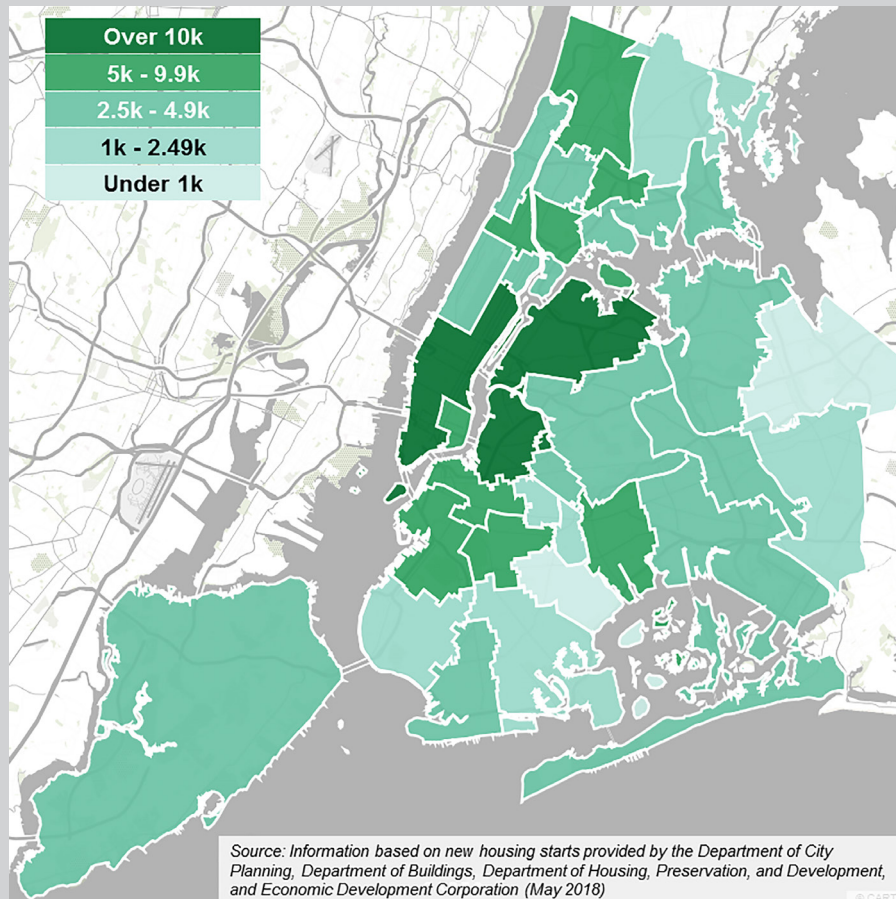 Over 10k
5k - 9.9k
2.5k - 4.9k
1k - 2.49k
Under 1k
Source: Information based on new housing starts provided by the Department of City
Planning, Department of Buildings, Department of Housing, Preservation, and Development,
and Economic Development Corporation (May 2018)
© CART